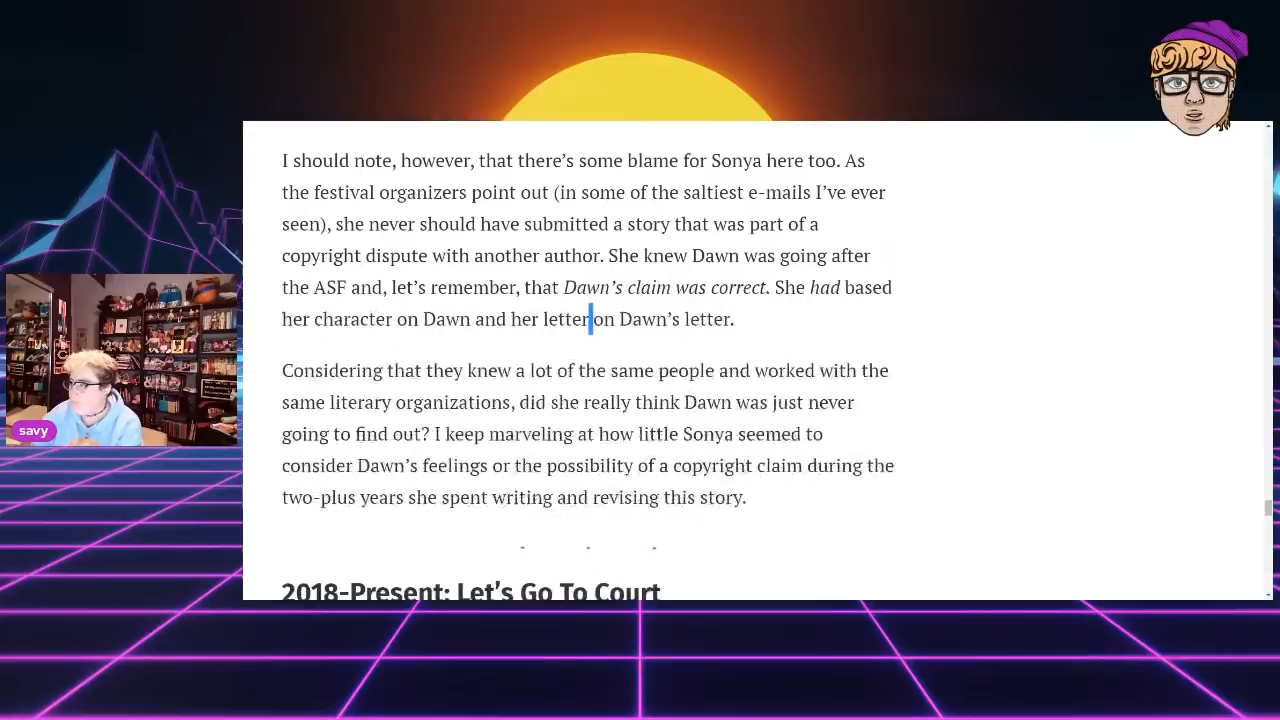 I should note, however, that there’s some blame for Sonya here too. As
the festival organizers point out (in some of the saltiest e-mails I’ve ever
seen), she never should have submitted a story that was part of a
copyright dispute with another author. She knew Dawn was going after
the ASF and, let’s remember, that Dawn’s claim was correct. She had based
her character on Dawn and her letter on Dawn’s letter.
Considering that they knew a lot of the same people and worked with the
same literary organizations, did she really think Dawn was just never
going to find out? I keep marveling at how little Sonya seemed to
consider Dawn’s feelings or the possibility of a copyright claim during the
two-plus years she spent writing and revising this story.
2018-Present: Let’s Go To Court
savy